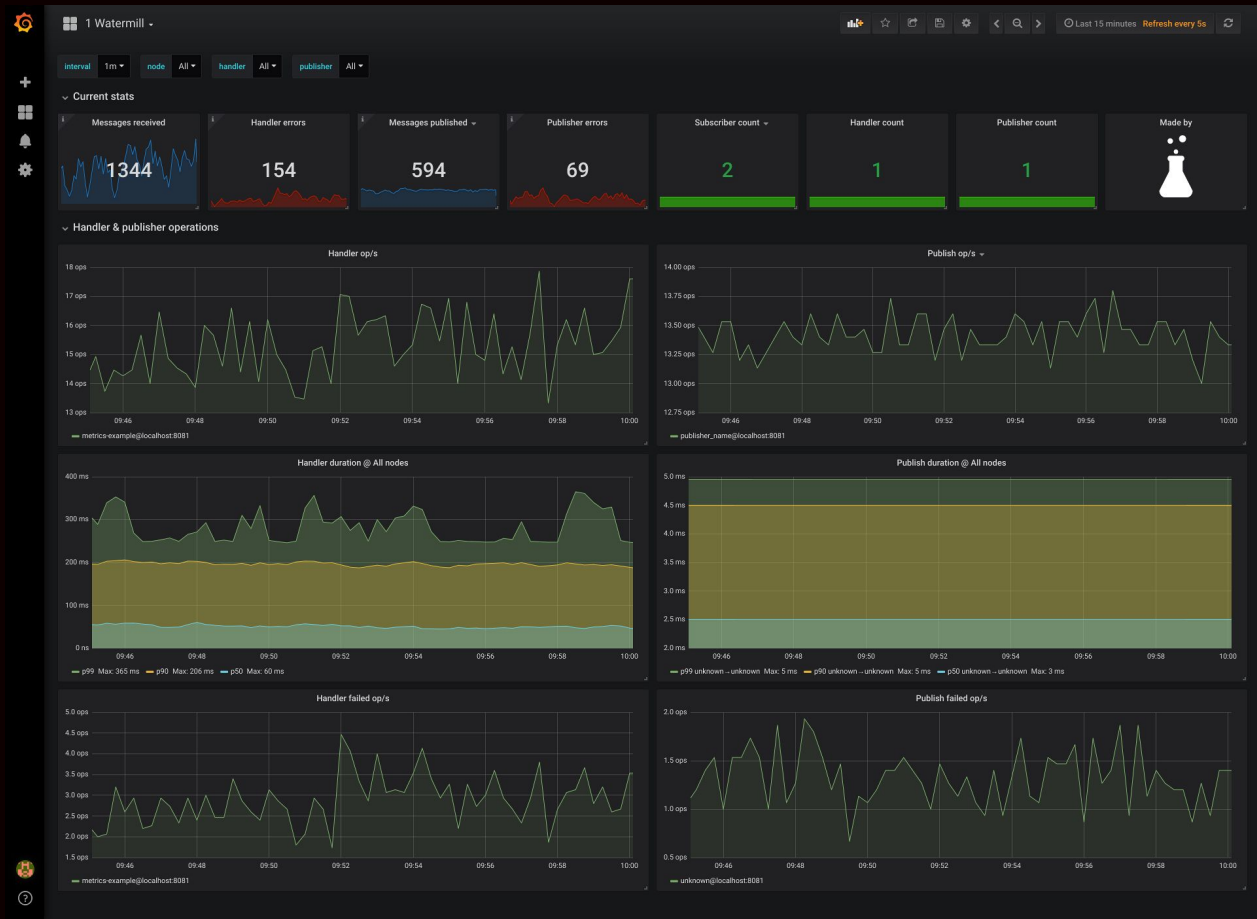 1 Watermill
Last 15 minutes Refresh every 5s
interval 1m node All handler All publisher All
Current stats
Messages received Handler errors Messages published Publisher errors Subscriber count Handler count Publisher count Made by
1344 154 594 69 2 1 1
Handler & publisher operations
Handler op/s
18 ops
17 ops
16 ops
15 ops
14 ops
13 ops
09:46 09:48 09:50 09:52 09:54 09:56 09:58 10:00
metrics-example@localhost:8081
Publish op/s
14.00 ops
13.75 ops
13.50 ops
13.25 ops
13.00 ops
12.75 ops
09:46 09:48 09:50 09:52 09:54 09:56 09:58 10:00
publisher_name@localhost:8081
Handler duration @ All nodes
400 ms
300 ms
200 ms
100 ms
0 ns
09:46 09:48 09:50 09:52 09:54 09:56 09:58 10:00
p99 Max: 365 ms p90 Max: 206 ms p50 Max: 60 ms
Publish duration @ All nodes
5.0 ms
4.5 ms
4.0 ms
3.5 ms
3.0 ms
2.5 ms
2.0 ms
09:46 09:48 09:50 09:52 09:54 09:56 09:58 10:00
p99 unknown→unknown Max: 5 ms p90 unknown→unknown Max: 5 ms p50 unknown→unknown Max: 3 ms
Handler failed op/s
5.0 ops
4.5 ops
4.0 ops
3.5 ops
3.0 ops
2.5 ops
2.0 ops
1.5 ops
09:46 09:48 09:50 09:52 09:54 09:56 09:58 10:00
metrics-example@localhost:8081
Publish failed op/s
2.0 ops
1.5 ops
1.0 ops
0.5 ops
09:46 09:48 09:50 09:52 09:54 09:56 09:58 10:00
unknown@localhost:8081